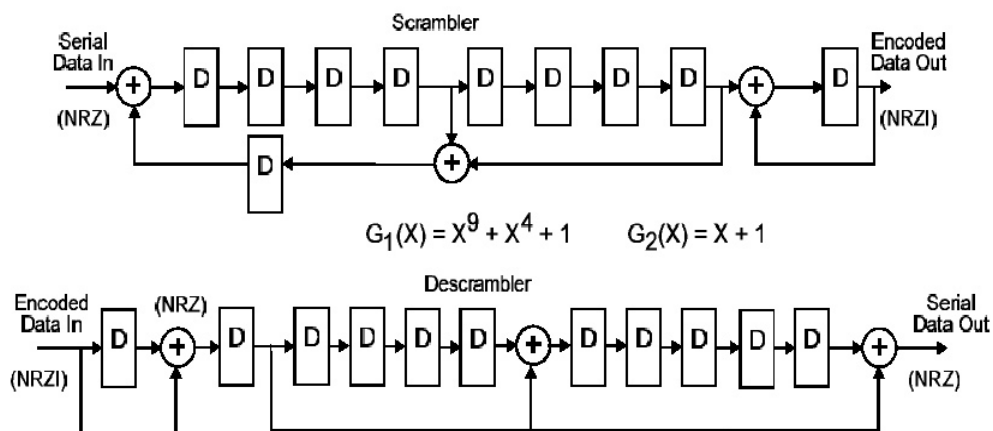 Scrambler
Serial
Data In
(NRZ)
+
D
D
D
D
D
D
D
D
+
D
Encoded
Data Out
(NRZI)
D
+
G₁(X) = X⁹ + X⁴ + 1
G₂(X) = X + 1
Descrambler
Encoded
Data In
(NRZI)
D
(NRZ)
+
D
D
D
D
D
+
D
D
D
D
D
+
Serial
Data Out
(NRZ)